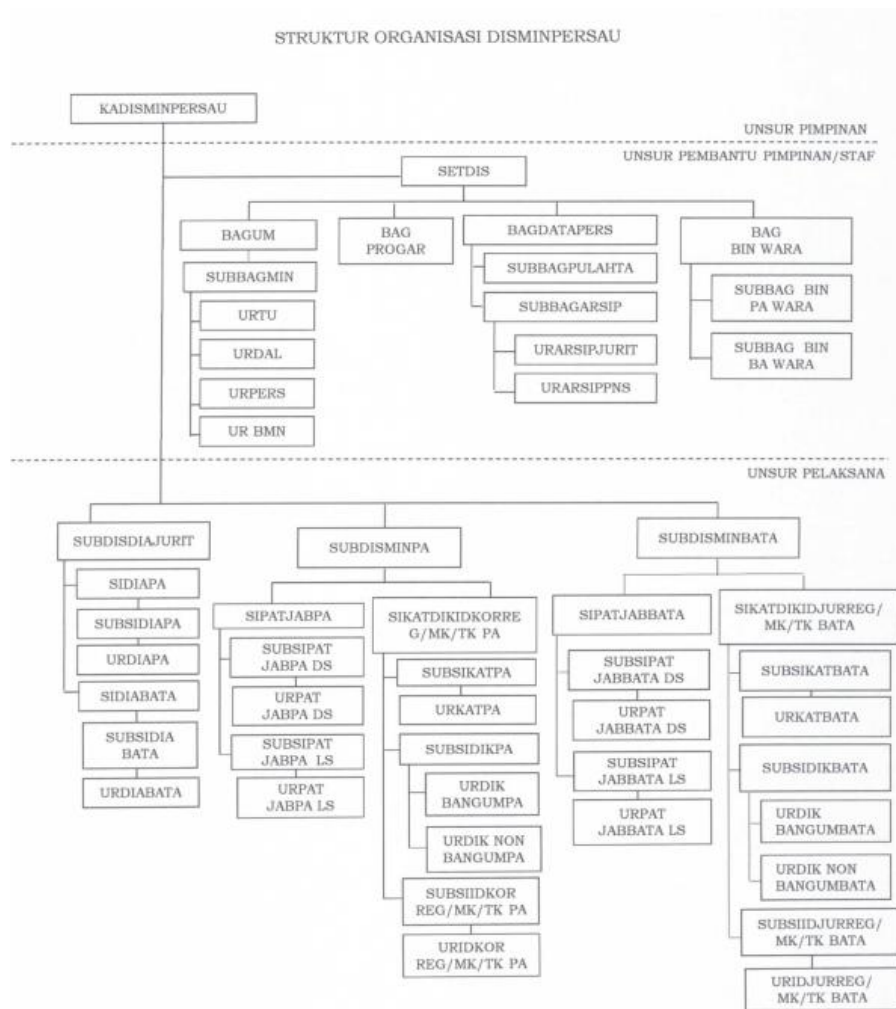 STRUKTUR ORGANISASI DISMINPERSAU
KADISMINPERSAU
UNSUR PIMPINAN
UNSUR PEMBANTU PIMPINAN/STAF
SETDIS
BAGUM
SUBBAGMIN
URTU
URDAL
URPERS
UR BMN
BAG
PROGAR
BAGDATAPERS
SUBBAGPULAHTA
SUBBAGARSIP
URARSIPJURIT
URARSIPPNS
BAG
BIN WARA
SUBBAG BIN
PA WARA
SUBBAG BIN
BA WARA
UNSUR PELAKSANA
SUBDISDIAJURIT
SIDIAPA
SUBSIDIAPA
URDIAPA
SIDIABATA
SUBSIDIA
BATA
URDIABATA
SUBDISMINPA
SIPATJABPA
SUBSIPAT
JABPA DS
URPAT
JABPA DS
SUBSIPAT
JABPA LS
URPAT
JABPA LS
SIKATDIKIDKORRE
G/MK/TK PA
SUBSIKATPA
URKATPA
SUBSIDIKPA
URDIK
BANGUMPA
URDIK NON
BANGUMPA
SUBSIIDKOR
REG/MK/TK PA
URIDKOR
REG/MK/TK PA
SUBDISMINBATA
SIPATJABBATA
SUBSIPAT
JABBATA DS
URPAT
JABBATA DS
SUBSIPAT
JABBATA LS
URPAT
JABBATA LS
SIKATDIKIDJURREG/
MK/TK BATA
SUBSIKATBATA
URKATBATA
SUBSIDIKBATA
URDIK
BANGUMBATA
URDIK NON
BANGUMBATA
SUBSIIDJURREG/
MK/TK BATA
URIDJURREG/
MK/TK BATA